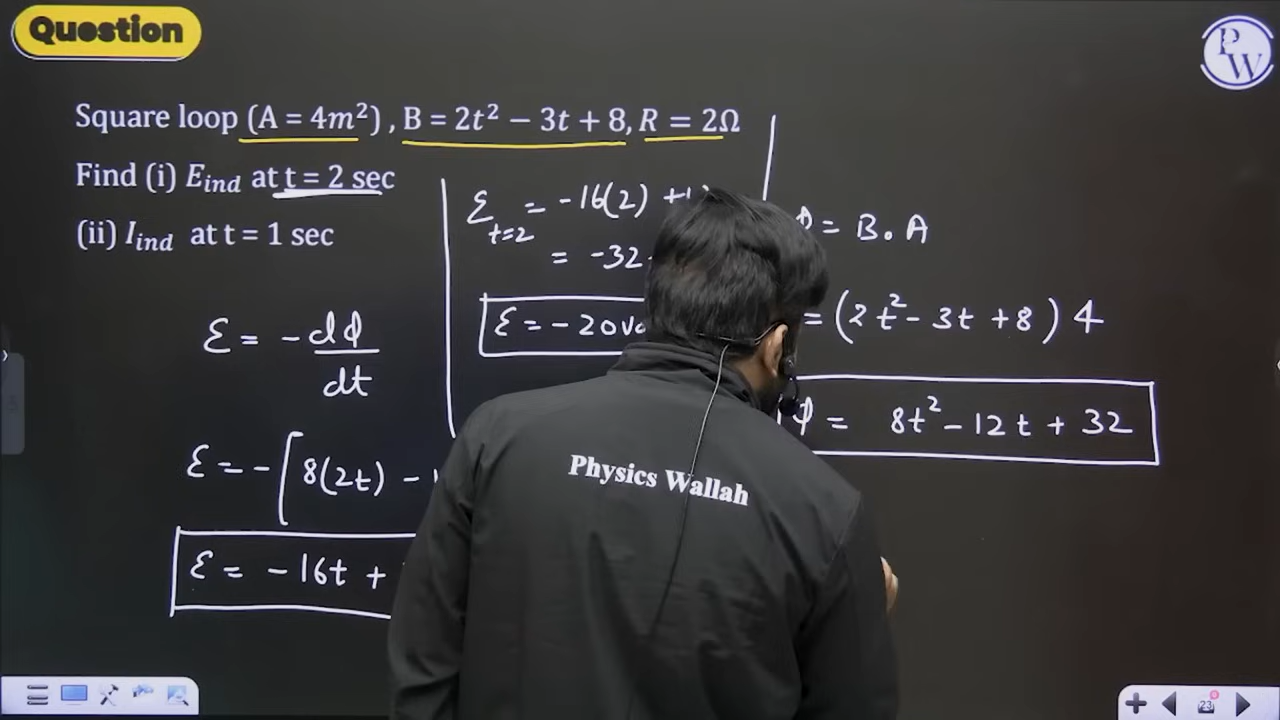 Question
PW
Square loop (A = 4m²) , B = 2t² − 3t + 8, R = 2Ω
Find (i) E_ind at t = 2 sec
(ii) I_ind at t = 1 sec
ε = -dΦ/dt
ε = -[8(2t) -
ε = -16t +
ε_t=2 = -16(2) +
= -32
ε = -20
Φ = B.A
= (2t² - 3t + 8) 4
Φ = 8t² - 12t + 32
Physics Wallah
23